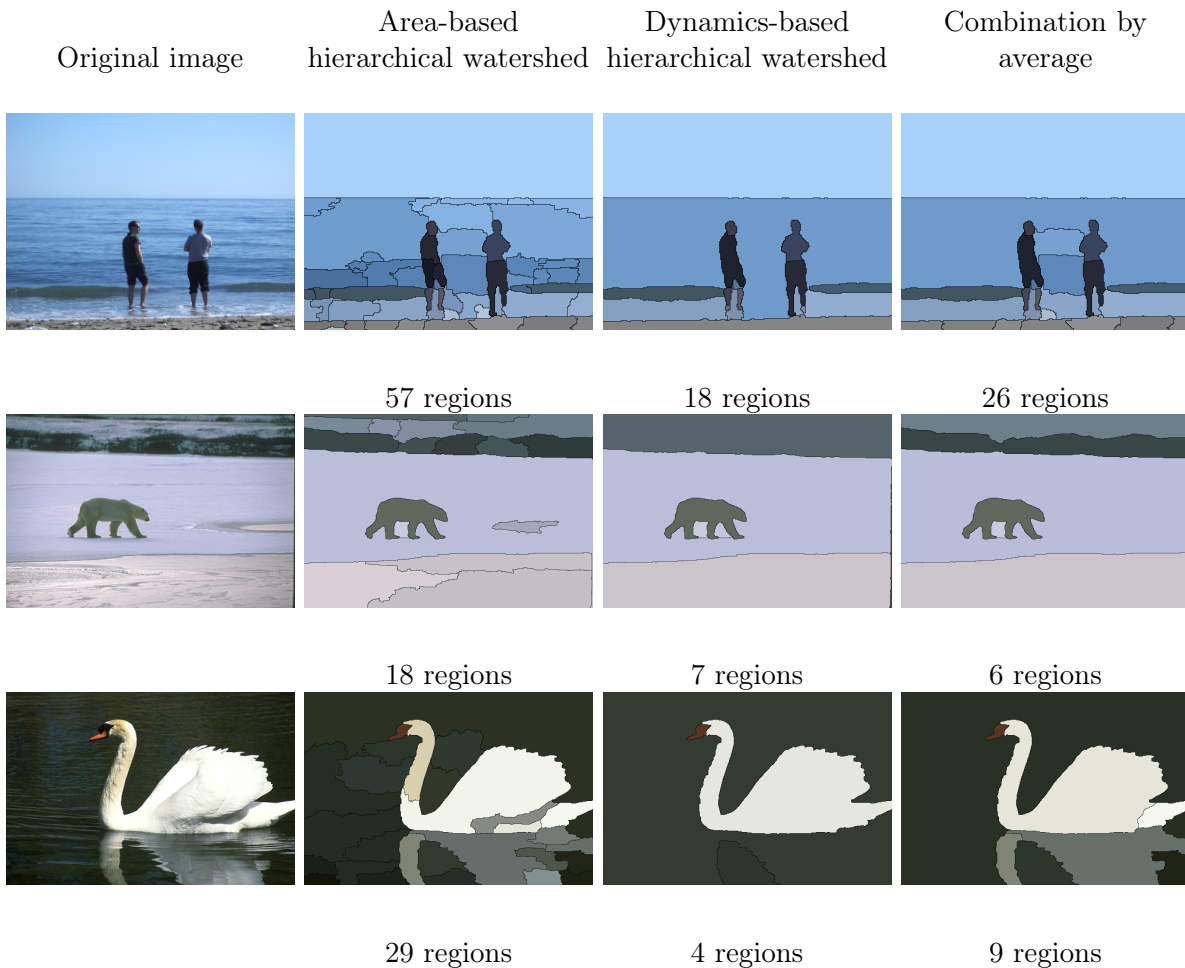 Original image
Area-based
hierarchical watershed
Dynamics-based
hierarchical watershed
Combination by
average
57 regions
18 regions
26 regions
18 regions
7 regions
6 regions
29 regions
4 regions
9 regions